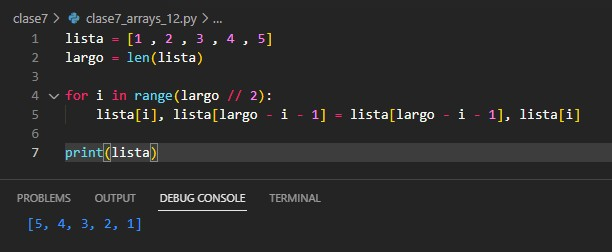 clase7 > clase7_arrays_12.py > ...
1 lista = [1 , 2 , 3 , 4 , 5]
2 largo = len(lista)
3
4 for i in range(largo // 2):
5 lista[i], lista[largo - i - 1] = lista[largo - i - 1], lista[i]
6
7 print(lista)
PROBLEMS OUTPUT DEBUG CONSOLE TERMINAL
[5, 4, 3, 2, 1]